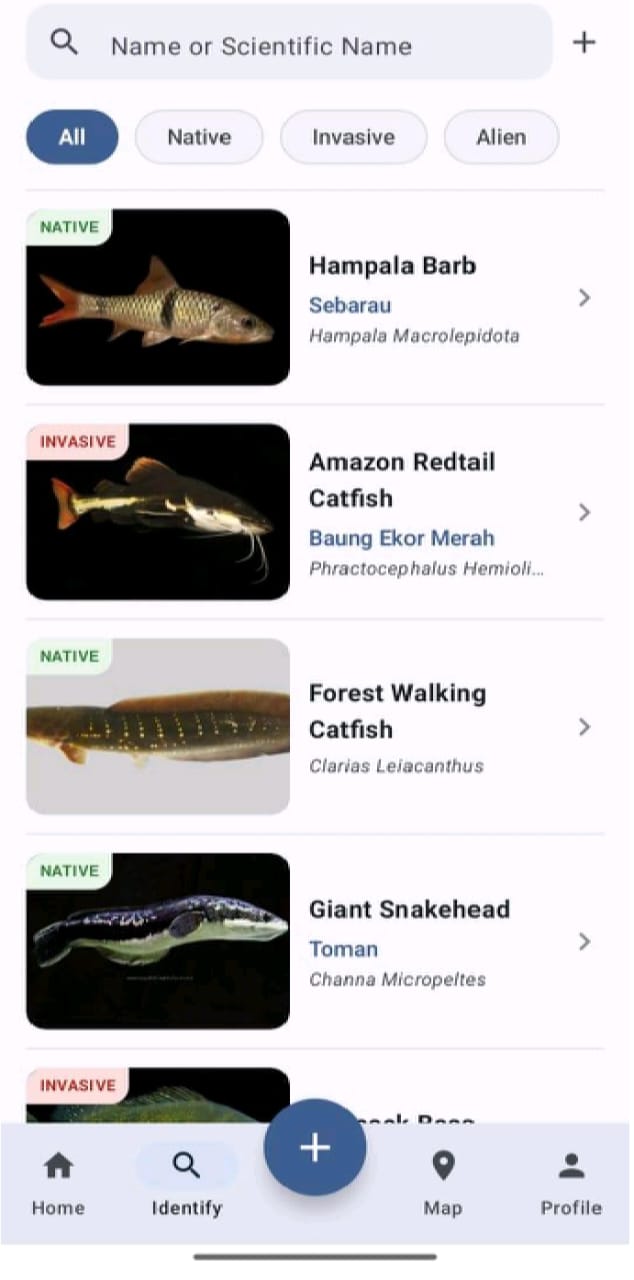 Name or Scientific Name
All
Native
Invasive
Alien
NATIVE
Hampala Barb
Sebarau
Hampala Macrolepidota
INVASIVE
Amazon Redtail
Catfish
Baung Ekor Merah
Phractocephalus Hemioli...
NATIVE
Forest Walking
Catfish
Clarias Leiacanthus
NATIVE
Giant Snakehead
Toman
Channa Micropeltes
INVASIVE
Home
Identify
Map
Profile